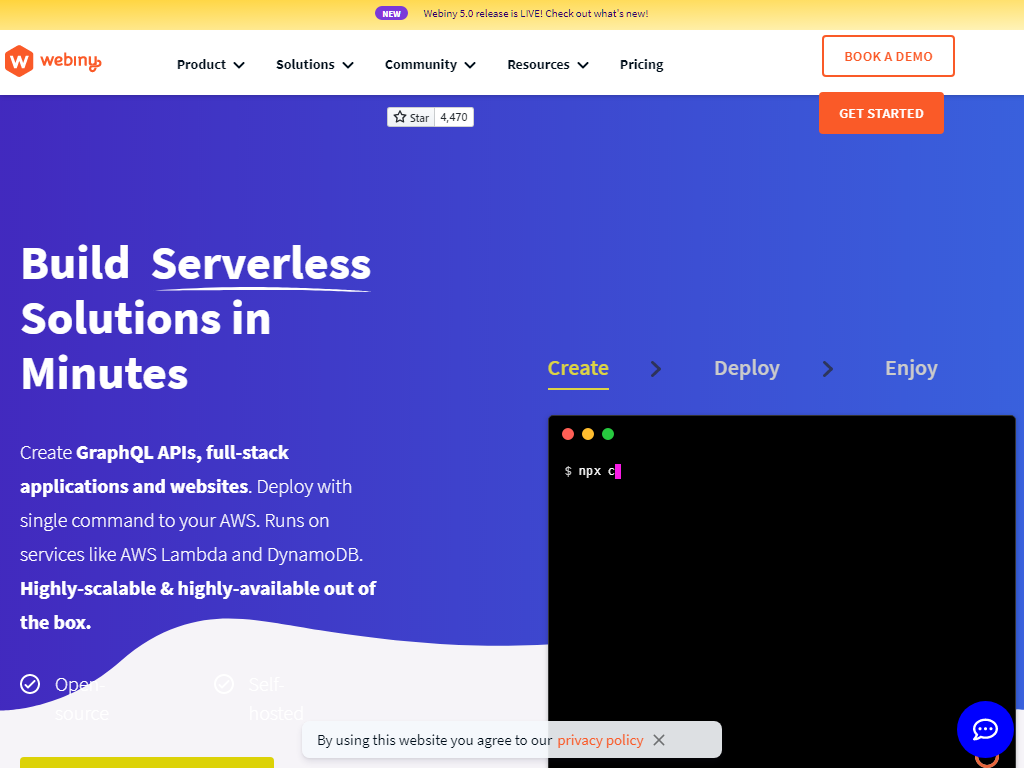 NEW Webiny 5.0 release is LIVE! Check out what's new!
webiny
Product
Solutions
Community
Resources
Pricing
BOOK A DEMO
GET STARTED
Star 4,470
Build Serverless
Solutions in
Minutes
Create GraphQL APIs, full-stack
applications and websites. Deploy with
single command to your AWS. Runs on
services like AWS Lambda and DynamoDB.
Highly-scalable & highly-available out of
the box.
Open-
source
Self-
hosted
Create
Deploy
Enjoy
$ npx c
By using this website you agree to our privacy policy